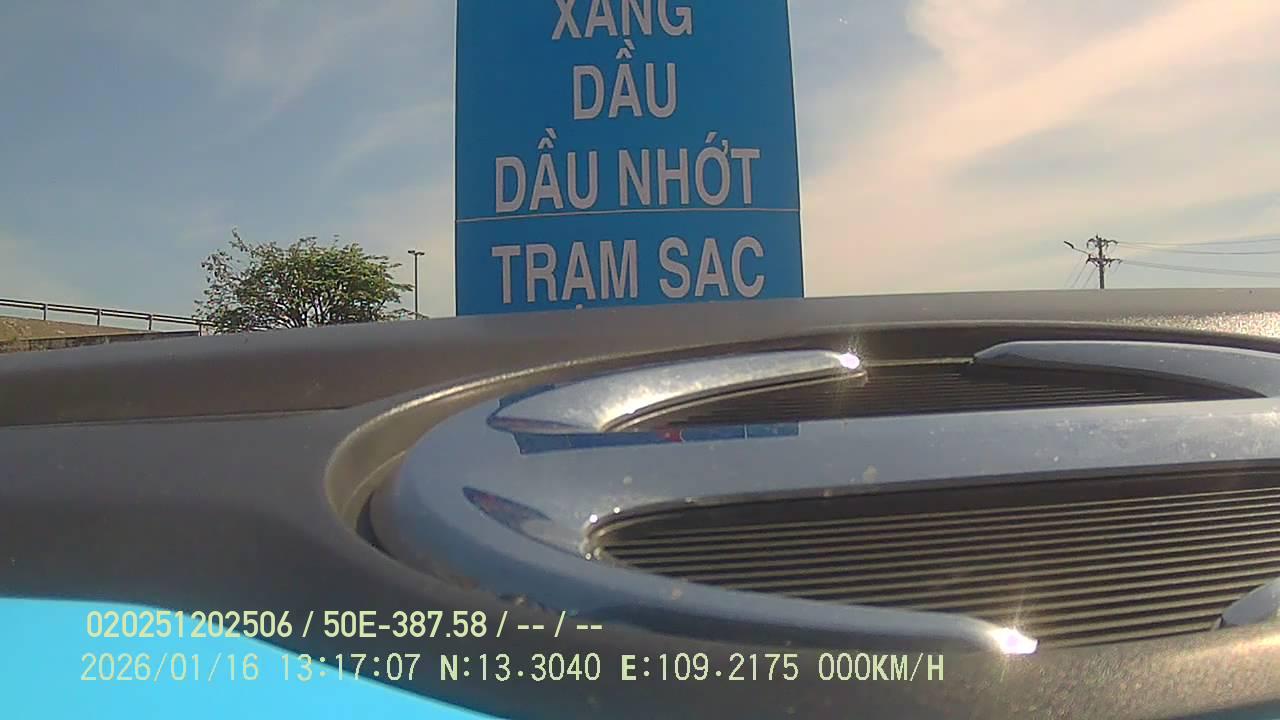 XĂNG
DẦU
DẦU NHỚT
TRẠM SẠC
020251202506 / 50E-387.58 / -- / --
2026/01/16 13:17:07 N:13.3040 E:109.2175 000KM/H